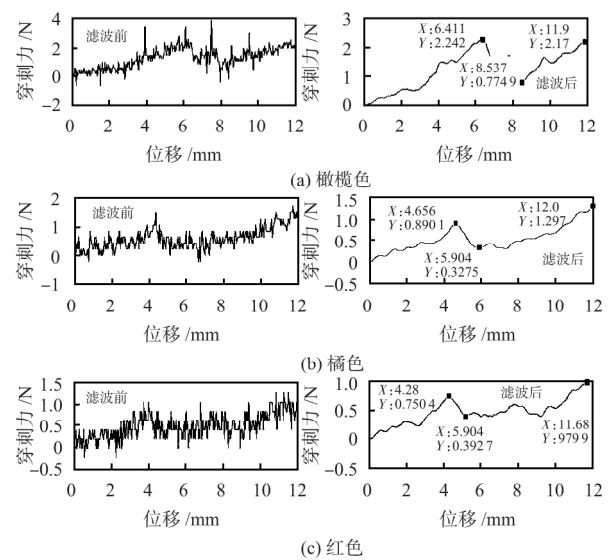 4
2
0
−2
穿刺力 /N
滤波前
0 2 4 6 8 10 12
位移 /mm
3
2
1
0
穿刺力 /N
X:6.411
Y:2.242
X:8.537
Y:0.774 9
X:11.9
Y:2.17
滤波后
0 2 4 6 8 10 12
位移 /mm
(a) 橄榄色
2
1
0
−1
穿刺力 /N
滤波前
0 2 4 6 8 10 12
位移 /mm
1.5
1.0
0.5
0
−0.5
穿刺力 /N
X:4.656
Y:0.890 1
X:5.904
Y:0.3275
X:12.0
Y:1.297
滤波后
0 2 4 6 8 10 12
位移 /mm
(b) 橘色
1.5
1.0
0.5
0
−0.5
穿刺力 /N
滤波前
0 2 4 6 8 10 12
位移 /mm
1.0
0.5
0
−0.5
穿刺力 /N
X:4.28
Y:0.750 4
X:5.904
Y:0.392 7
滤波后
X:11.68
Y:979 9
0 2 4 6 8 10 12
位移 /mm
(c) 红色